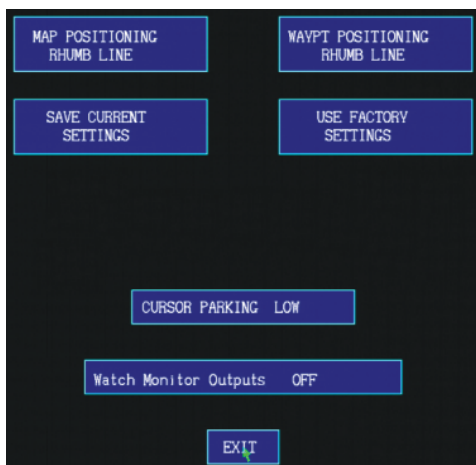 MAP POSITIONING
RHUMB LINE
WAYPT POSITIONING
RHUMB LINE
SAVE CURRENT
SETTINGS
USE FACTORY
SETTINGS
CURSOR PARKING LOW
Watch Monitor Outputs OFF
EXIT